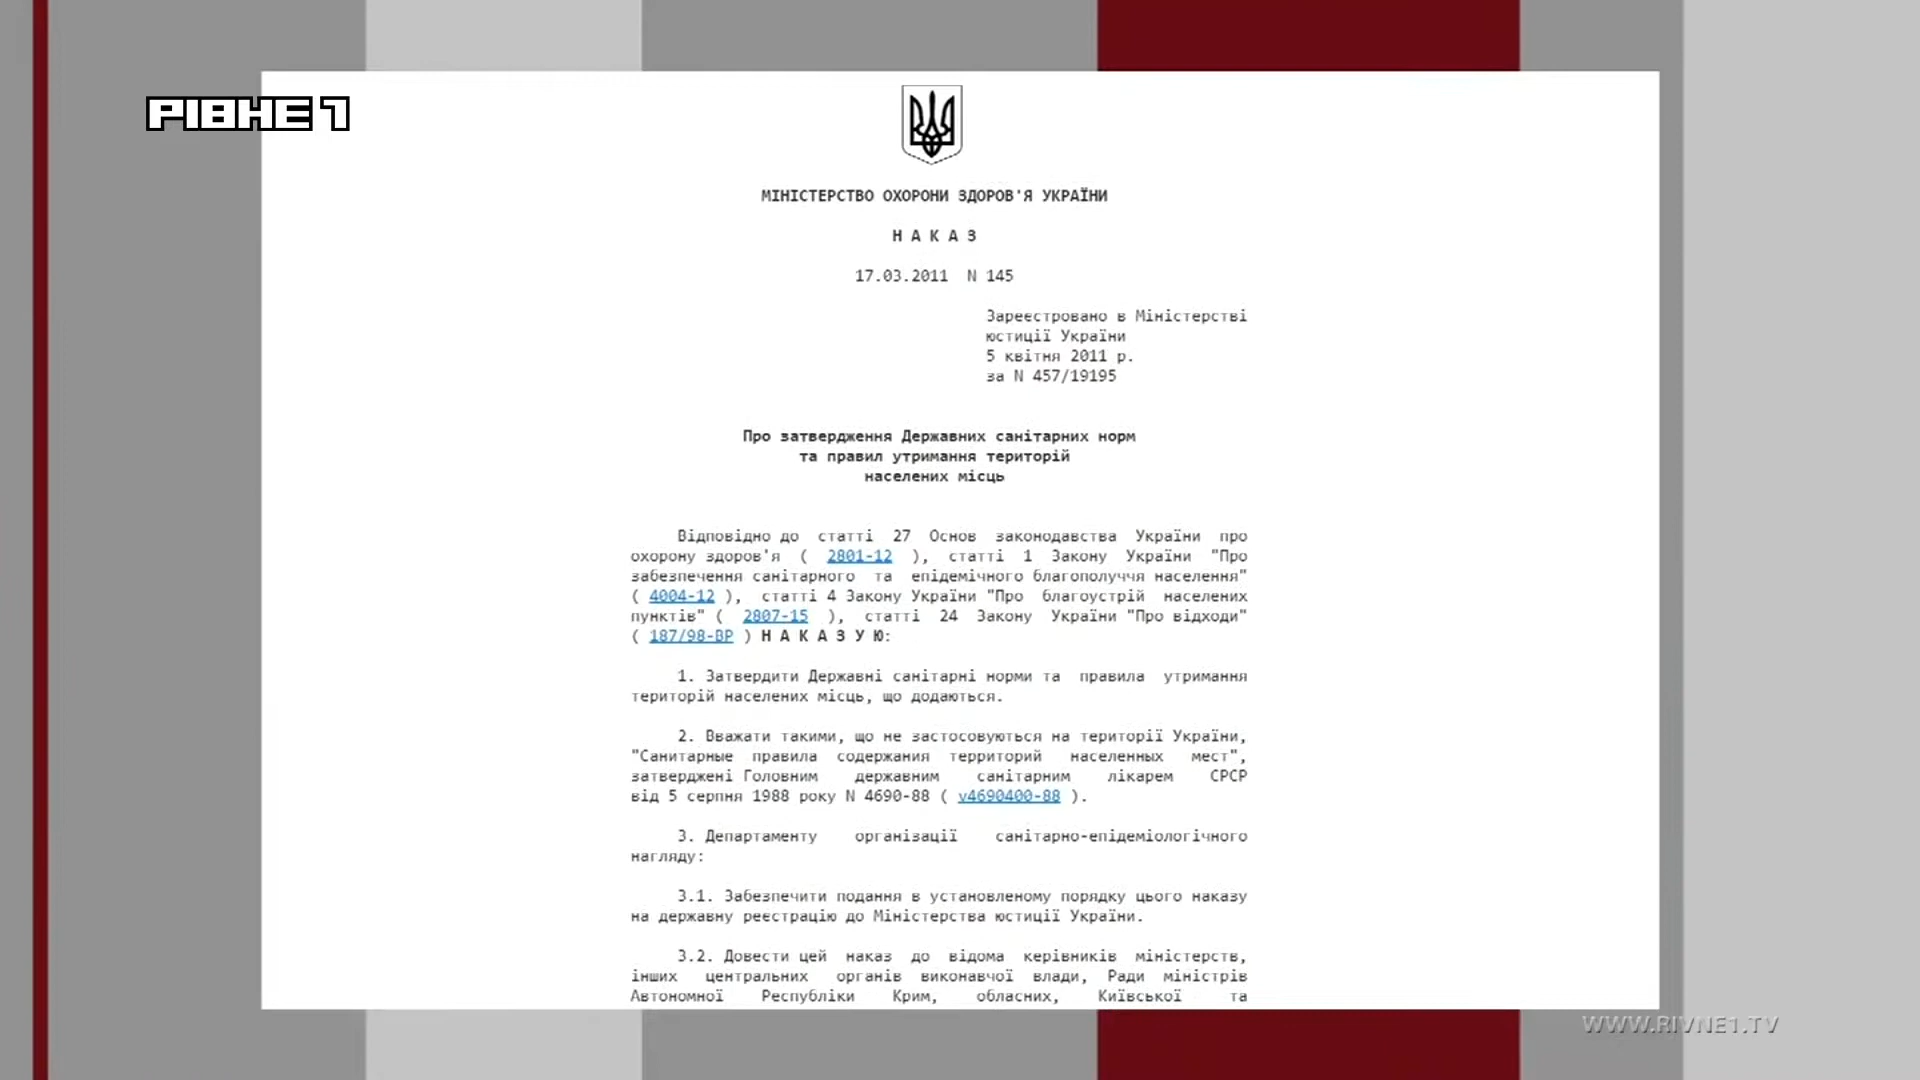 РІВНЕ 1
МІНІСТЕРСТВО ОХОРОНИ ЗДОРОВ'Я УКРАЇНИ
Н А К А З
17.03.2011 N 145
Зареєстровано в Міністерстві
юстиції України
5 квітня 2011 р.
за N 457/19195
Про затвердження Державних санітарних норм
та правил утримання територій
населених місць
Відповідно до статті 27 Основ законодавства України про
охорону здоров'я ( 2801-12 ), статті 1 Закону України "Про
забезпечення санітарного та епідемічного благополуччя населення"
( 4004-12 ), статті 4 Закону України "Про благоустрій населених
пунктів" ( 2807-15 ), статті 24 Закону України "Про відходи"
( 187/98-ВР ) Н А К А З У Ю:
1. Затвердити Державні санітарні норми та правила утримання
територій населених місць, що додаються.
2. Вважати такими, що не застосовуються на території України,
"Санитарные правила содержания территорий населенных мест",
затверджені Головним державним санітарним лікарем СРСР
від 5 серпня 1988 року N 4690-88 ( v4690400-88 ).
3. Департаменту організації санітарно-епідеміологічного
нагляду:
3.1. Забезпечити подання в установленому порядку цього наказу
на державну реєстрацію до Міністерства юстиції України.
3.2. Довести цей наказ до відома керівників міністерств,
інших центральних органів виконавчої влади, Ради міністрів
Автономної Республіки Крим, обласних, Київської та
WWW.RIVNE1.TV